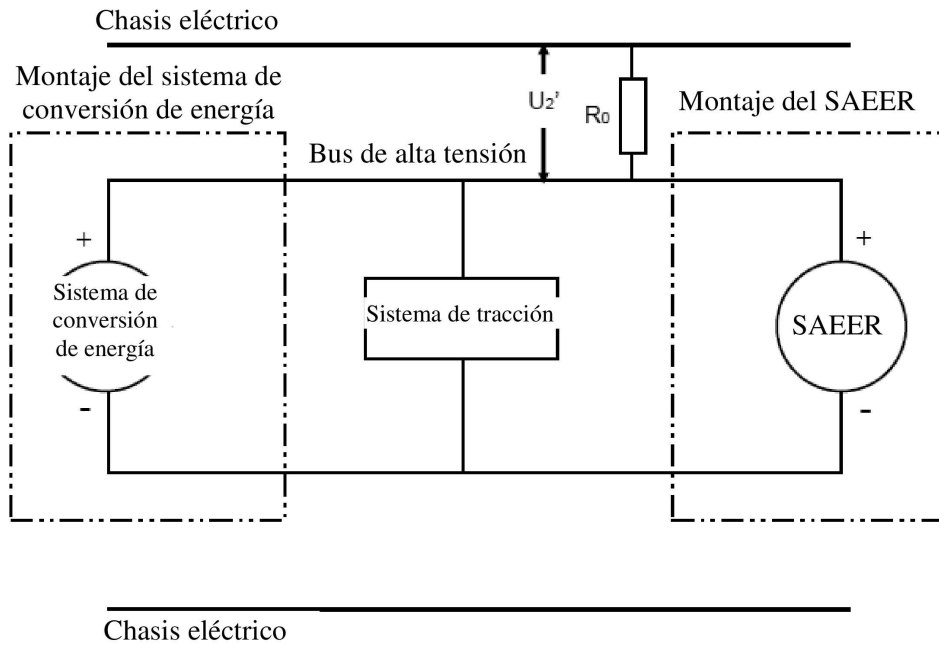 Chasis eléctrico
Montaje del sistema de
conversión de energía
U2'
R0
Montaje del SAEER
Bus de alta tensión
+
+
Sistema de
conversión
de energía
Sistema de tracción
SAEER
-
-
Chasis eléctrico